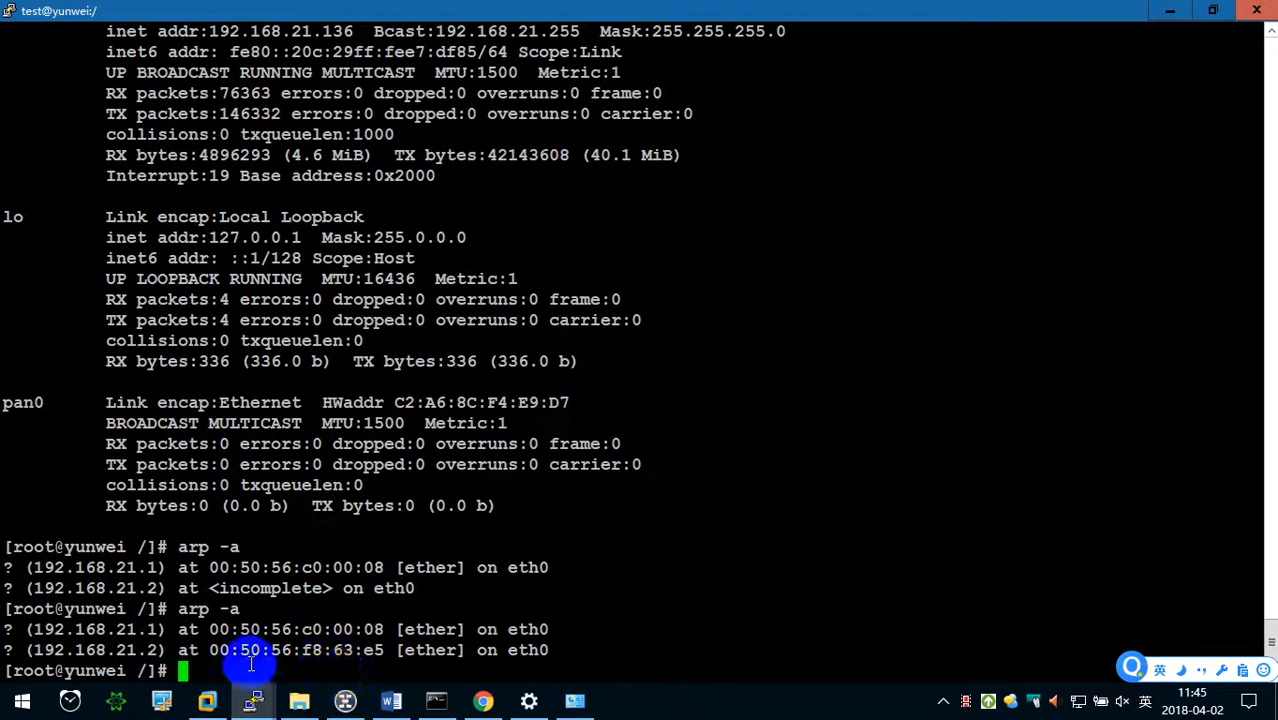 test@yunwei:/
inet addr:192.168.21.136  Bcast:192.168.21.255  Mask:255.255.255.0
inet6 addr: fe80::20c:29ff:fee7:df85/64 Scope:Link
UP BROADCAST RUNNING MULTICAST  MTU:1500  Metric:1
RX packets:76363 errors:0 dropped:0 overruns:0 frame:0
TX packets:146332 errors:0 dropped:0 overruns:0 carrier:0
collisions:0 txqueuelen:1000
RX bytes:4896293 (4.6 MiB)  TX bytes:42143608 (40.1 MiB)
Interrupt:19 Base address:0x2000
lo        Link encap:Local Loopback
inet addr:127.0.0.1  Mask:255.0.0.0
inet6 addr: ::1/128 Scope:Host
UP LOOPBACK RUNNING  MTU:16436  Metric:1
RX packets:4 errors:0 dropped:0 overruns:0 frame:0
TX packets:4 errors:0 dropped:0 overruns:0 carrier:0
collisions:0 txqueuelen:0
RX bytes:336 (336.0 b)  TX bytes:336 (336.0 b)
pan0      Link encap:Ethernet  HWaddr C2:A6:8C:F4:E9:D7
BROADCAST MULTICAST  MTU:1500  Metric:1
RX packets:0 errors:0 dropped:0 overruns:0 frame:0
TX packets:0 errors:0 dropped:0 overruns:0 carrier:0
collisions:0 txqueuelen:0
RX bytes:0 (0.0 b)  TX bytes:0 (0.0 b)
[root@yunwei /]# arp -a
? (192.168.21.1) at 00:50:56:c0:00:08 [ether] on eth0
? (192.168.21.2) at <incomplete> on eth0
[root@yunwei /]# arp -a
? (192.168.21.1) at 00:50:56:c0:00:08 [ether] on eth0
? (192.168.21.2) at 00:50:56:f8:63:e5 [ether] on eth0
[root@yunwei /]#
英
英
11:45
2018-04-02